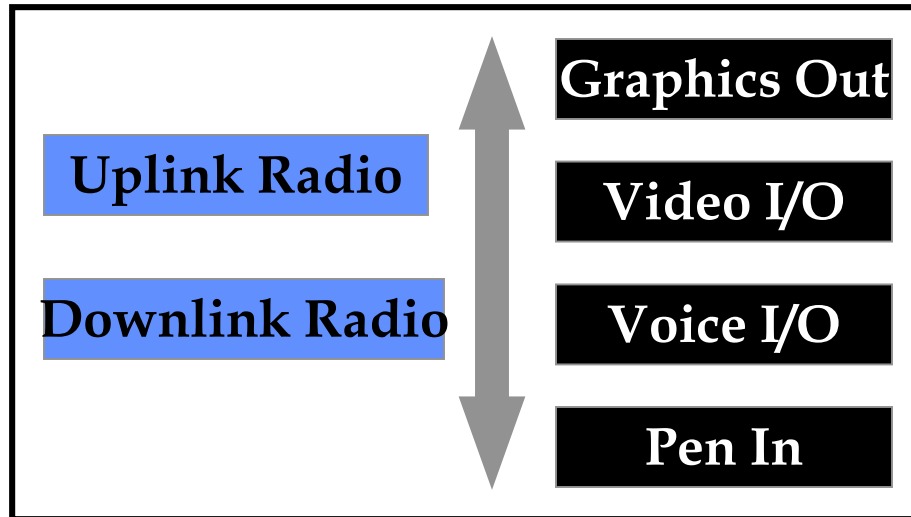 Graphics Out
Uplink Radio
Video I/O
Downlink Radio
Voice I/O
Pen In